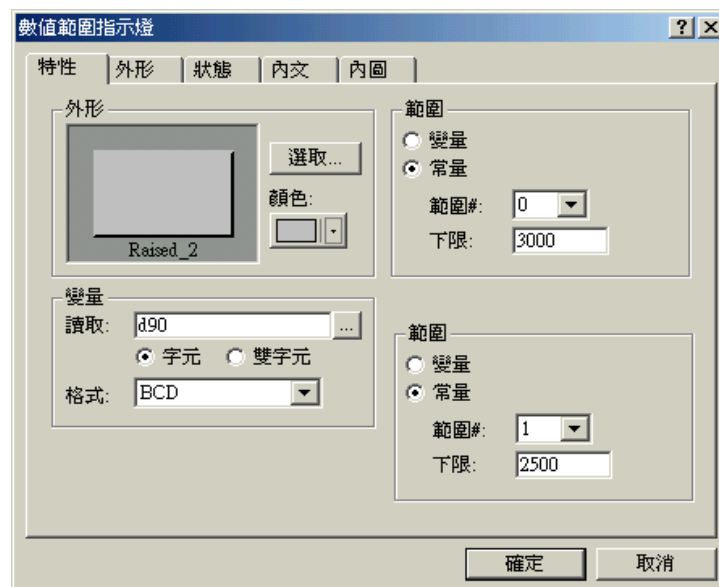 數值範圍指示燈
特性 外形 狀態 內文 內圖
外形
選取...
顏色:
Raised_2
變量
讀取: d90 ...
字元 雙字元
格式: BCD
範圍
變量
常量
範圍#: 0
下限: 3000
範圍
變量
常量
範圍#: 1
下限: 2500
確定 取消